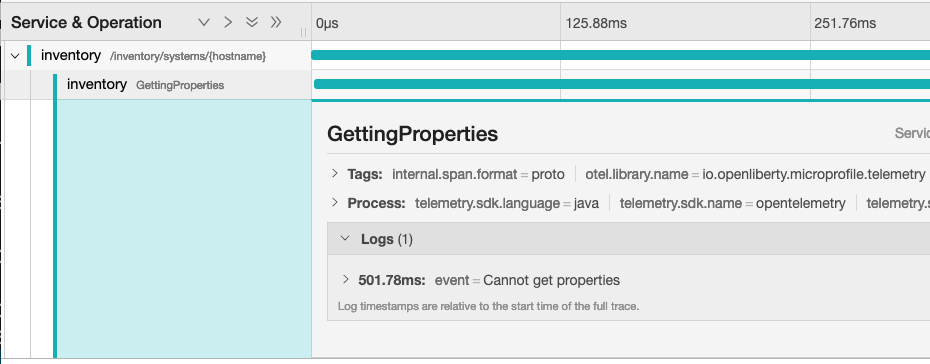 Service & Operation 0μs 125.88ms 251.76ms
inventory /inventory/systems/{hostname}
inventory GettingProperties
GettingProperties Servic
Tags: internal.span.format = proto otel.library.name = io.openliberty.microprofile.telemetry
Process: telemetry.sdk.language = java telemetry.sdk.name = opentelemetry telemetry.s
Logs (1)
501.78ms: event = Cannot get properties
Log timestamps are relative to the start time of the full trace.